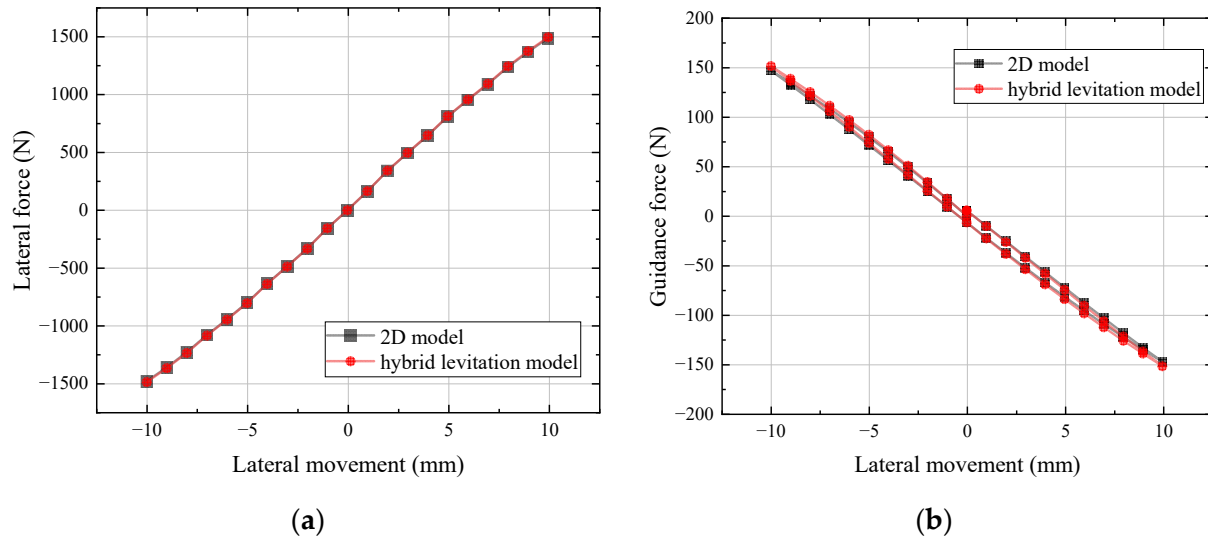 1500
1000
500
0
−500
−1000
−1500
−10
−5
0
5
10
Lateral force (N)
Lateral movement (mm)
2D model
hybrid levitation model
(a)
200
150
100
50
0
−50
−100
−150
−200
−10
−5
0
5
10
Guidance force (N)
Lateral movement (mm)
2D model
hybrid levitation model
(b)